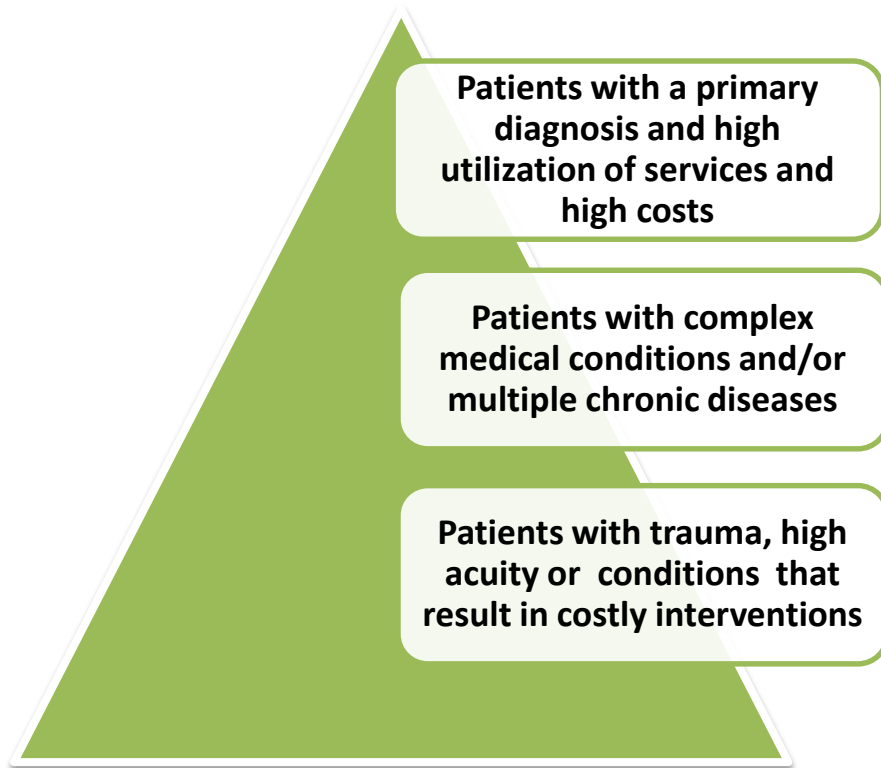 Patients with a primary
diagnosis and high
utilization of services and
high costs
Patients with complex
medical conditions and/or
multiple chronic diseases
Patients with trauma, high
acuity or  conditions  that
result in costly interventions